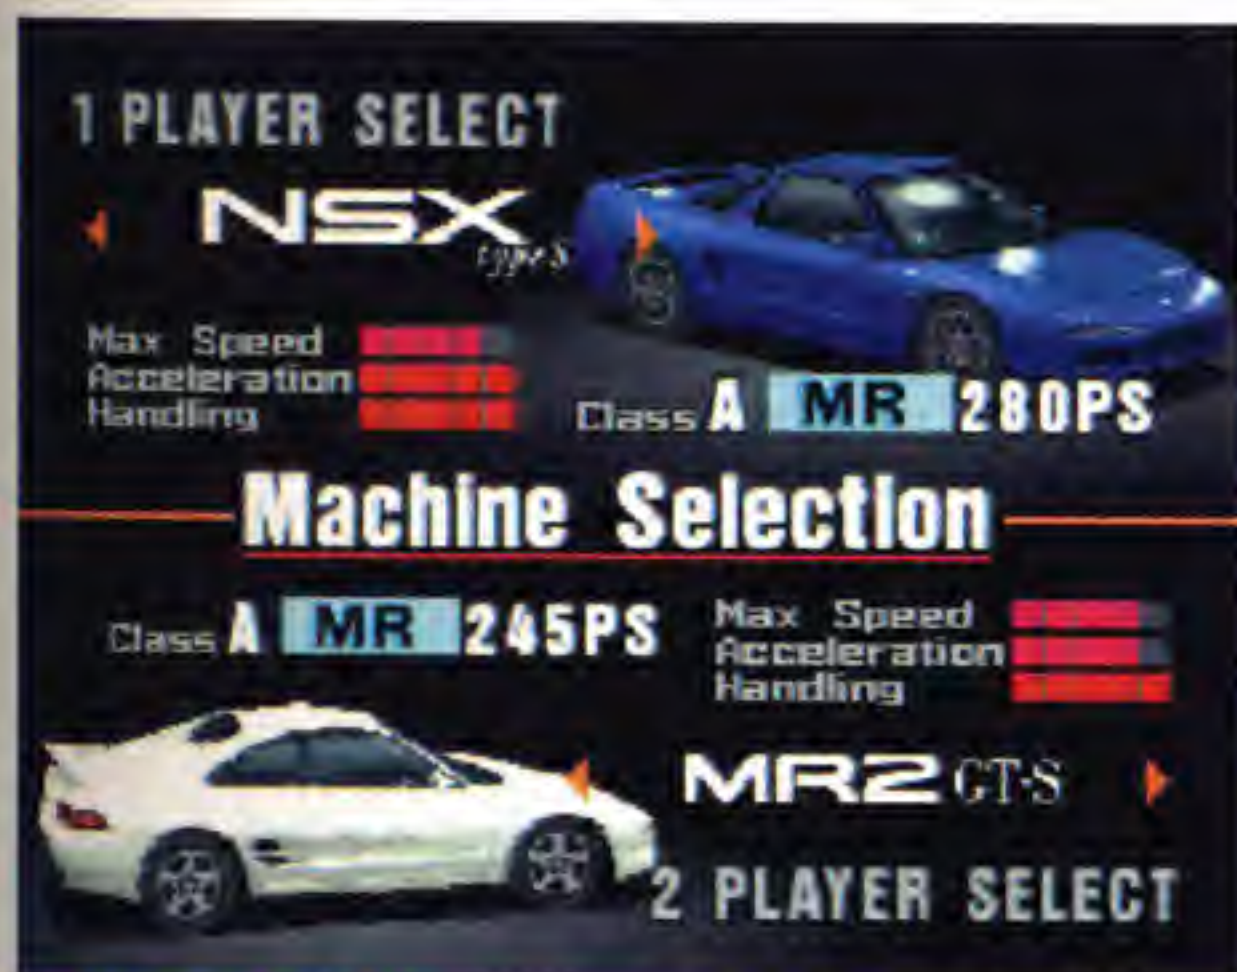 1 PLAYER SELECT
NSX
type S
Max Speed
Acceleration
Handling
Class A MR 280PS
Machine Selection
Class A MR 245PS
Max Speed
Acceleration
Handling
MR2 GT-S
2 PLAYER SELECT